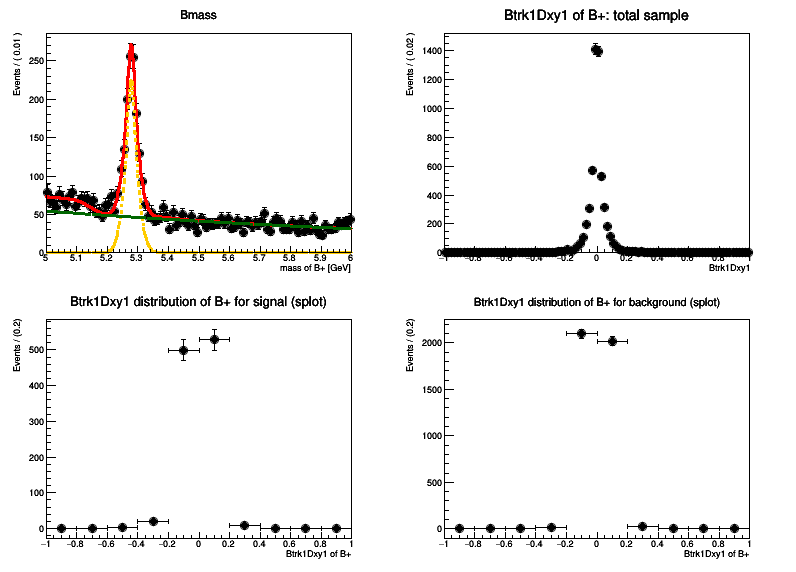 Bmass
Events / ( 0.01 )
250
200
150
100
50
0
5 5.1 5.2 5.3 5.4 5.5 5.6 5.7 5.8 5.9 6
mass of B+ [GeV]
Btrk1Dxy1 of B+: total sample
Events / ( 0.02 )
1400
1200
1000
800
600
400
200
0
−1 −0.8 −0.6 −0.4 −0.2 0 0.2 0.4 0.6 0.8 1
Btrk1Dxy1
Btrk1Dxy1 distribution of B+ for signal (splot)
Events / (0.2)
500
400
300
200
100
0
−1 −0.8 −0.6 −0.4 −0.2 0 0.2 0.4 0.6 0.8 1
Btrk1Dxy1 of B+
Btrk1Dxy1 distribution of B+ for background (splot)
Events / (0.2)
2000
1500
1000
500
0
−1 −0.8 −0.6 −0.4 −0.2 0 0.2 0.4 0.6 0.8 1
Btrk1Dxy1 of B+